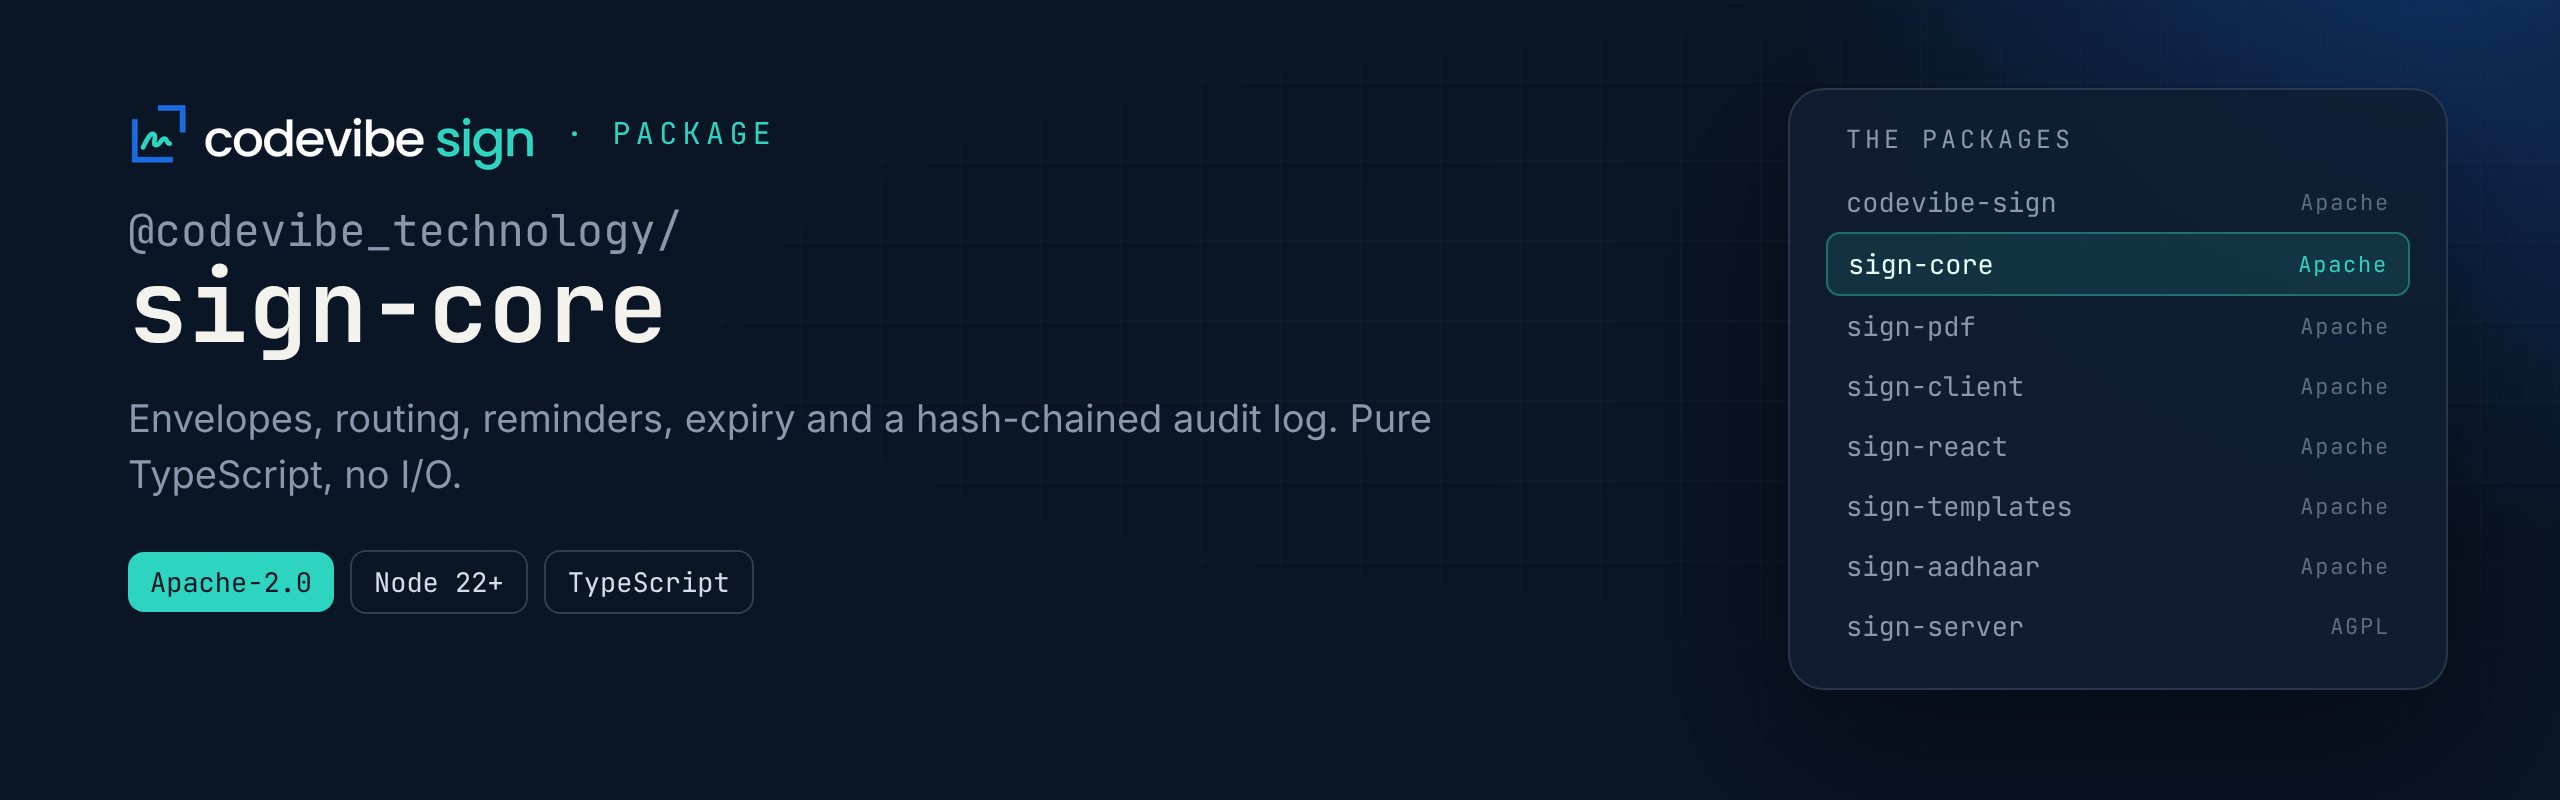 codevibe sign · PACKAGE
@codevibe_technology/
sign-core
Envelopes, routing, reminders, expiry and a hash-chained audit log. Pure
TypeScript, no I/O.
Apache-2.0 Node 22+ TypeScript
THE PACKAGES
codevibe-sign Apache
sign-core Apache
sign-pdf Apache
sign-client Apache
sign-react Apache
sign-templates Apache
sign-aadhaar Apache
sign-server AGPL